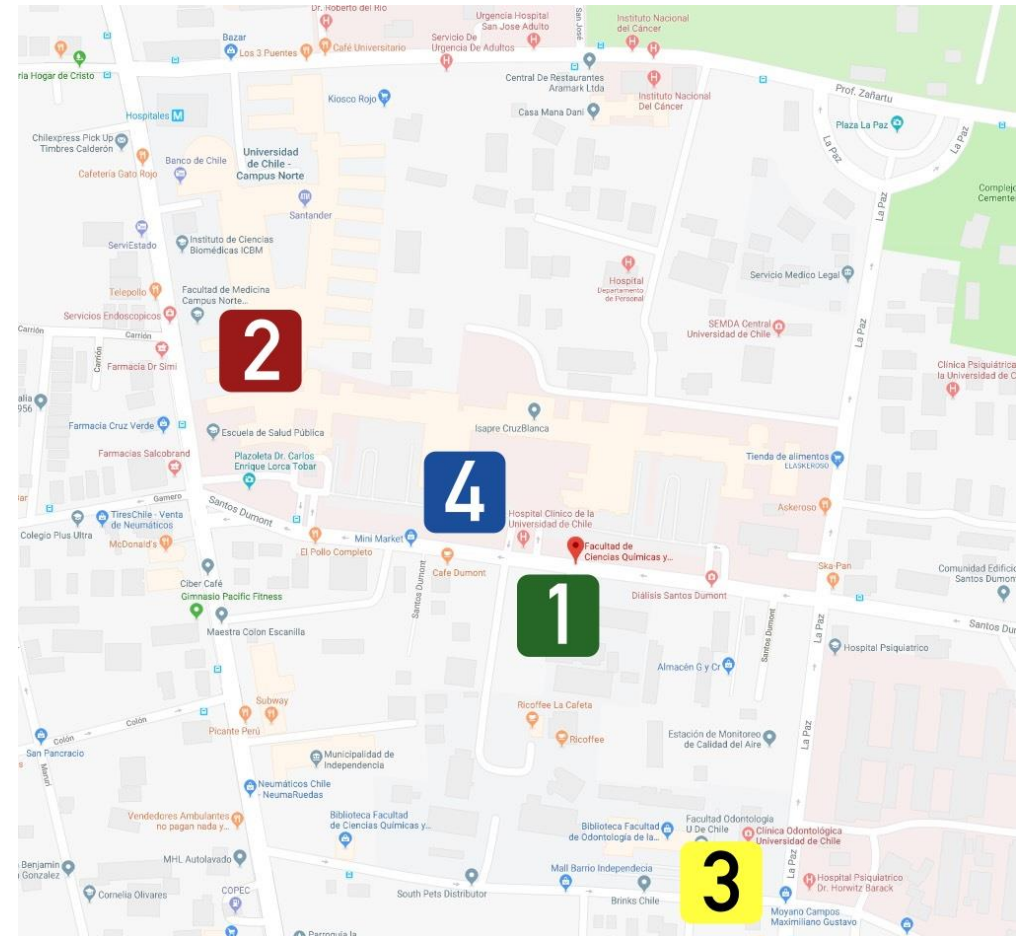 Dr. Roberto del Río
Urgencia Hospital
San Jose Adulto
San José
Instituto Nacional
del Cáncer
Bazar
Los 3 Puentes
Café Universitario
Servicio De
Urgencia De Adultos
ria Hogar de Cristo
Central De Restaurantes
Aramark Ltda
Instituto Nacional
Del Cáncer
Prof. Zañartu
Kiosco Rojo
Casa Mana Dani
Hospitales M
Plaza La Paz
La Paz
La Paz
Chilexpress Pick Up
Timbres Calderón
Banco de Chile
Universidad
de Chile -
Campus Norte
Cafetería Gato Rojo
Santander
La Paz
Complejo
Cemente
ServiEstado
Instituto de Ciencias
Biomédicas ICBM
Telepollo
Facultad de Medicina
Campus Norte...
Hospital
Departamento
de Personal
Servicio Medico Legal
Servicios Endoscopicos
SEMDA Central
Universidad de Chile
La Paz
Carrión
Carrión
Carrión
2
Farmacia Dr Simi
Clínica Psiquiátrica
la Universidad de C
alia
956
Isapre CruzBlanca
Farmacia Cruz Verde
Escuela de Salud Pública
Farmacias Salcobrand
Plazoleta Dr. Carlos
Enrique Lorca Tobar
Tienda de alimentos
ELASKEROSO
4
Gamero
Santos Dumont
Askeroso
Hospital Clínico de la
Universidad de Chile
Colegio Plus Ultra
TiresChile - Venta
de Neumáticos
McDonald's
Mini Market
El Pollo Completo
Cafe Dumont
Facultad de
Ciencias Químicas y...
Ska Pan
Comunidad Edificio
Santos Dumont
Ciber Café
Gimnasio Pacific Fitness
Santos Dumont
1
Diálisis Santos Dumont
Maestra Colon Escanilla
Santos Dumont
La Paz
Santos Dur
Hospital Psiquiatrico
Almacén G y Cr
Subway
Picante Perú
Ricoffee La Cafeta
Ricoffee
Estación de Monitoreo
de Calidad del Aire
La Paz
Colón
Colón
San Pancracio
Maruri
Municipalidad de
Independencia
Neumáticos Chile
- NeumaRuedas
Vendedores Ambulantes
no pagan nada y...
Biblioteca Facultad
de Ciencias Químicas y...
Biblioteca Facultad
de Odontología de la...
Facultad Odontologia
U De Chile
Clínica Odontológica
Universidad de Chile
La Paz
Benjamin
Gonzalez
MHL Autolavado
Mall Barrio Independecia
3
Hospital Psiquiatrico
Dr. Horwitz Barack
Cornelia Olivares
COPEC
South Pets Distributor
Brinks Chile
Moyano Campos
Maximiliano Gustavo
Parroquia la